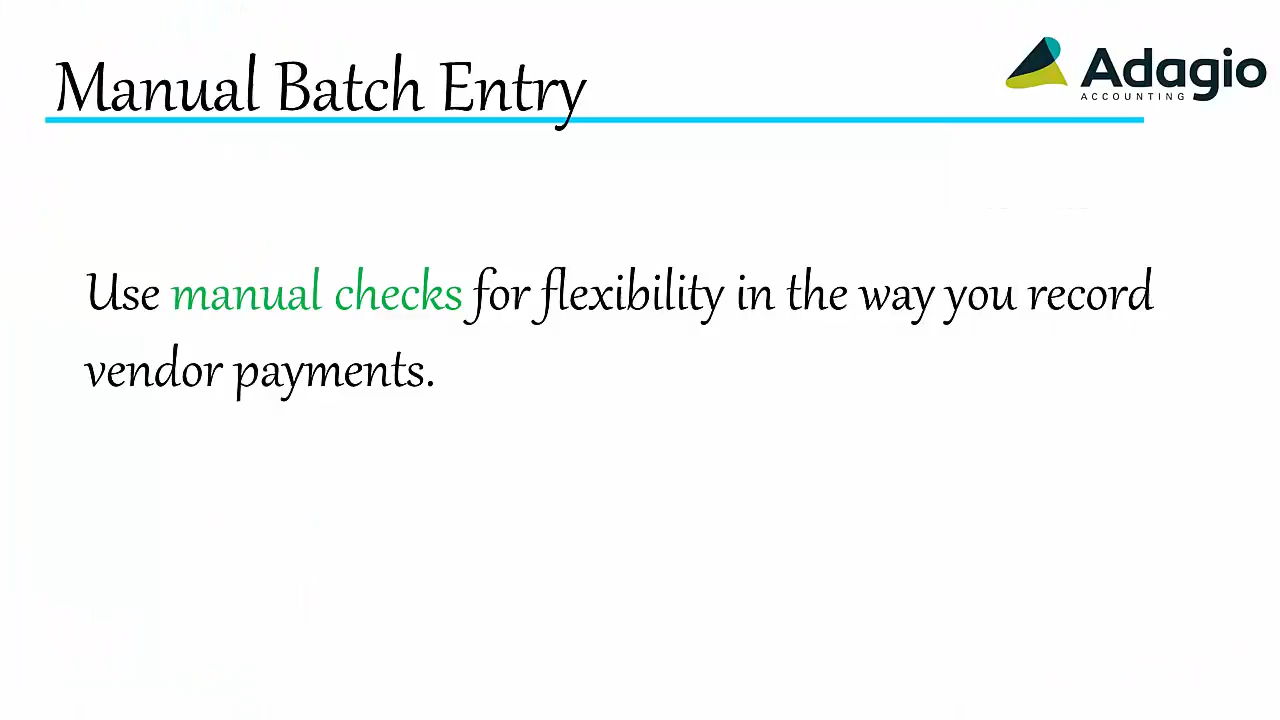 Manual Batch Entry
Adagio
ACCOUNTING
Use manual checks for flexibility in the way you record
vendor payments.